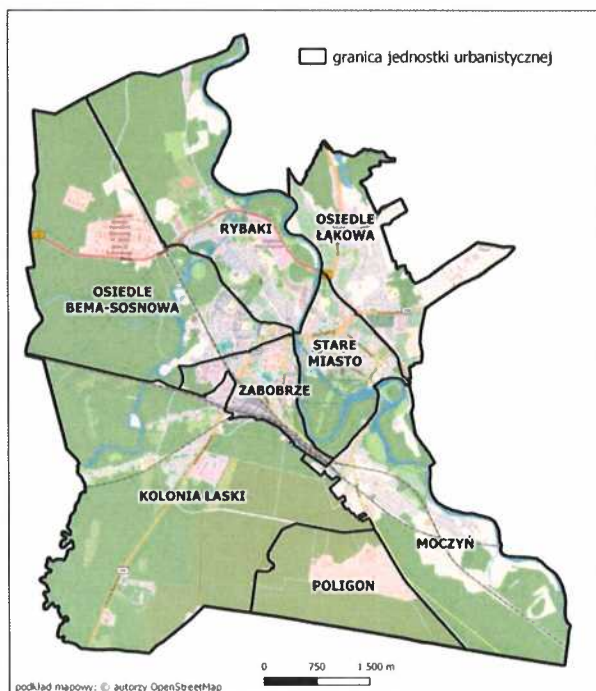 granica jednostki urbanistycznej
OSIEDLE
ŁĄKOWA
RYBAKI
OSIEDLE
BEMA-SOSNOWA
STARE
MIASTO
ZABOBRZE
KOLONIA LASKI
MOCZYŃ
POLIGON
0 750 1 500 m
podkład mapowy: © autorzy OpenStreetMap